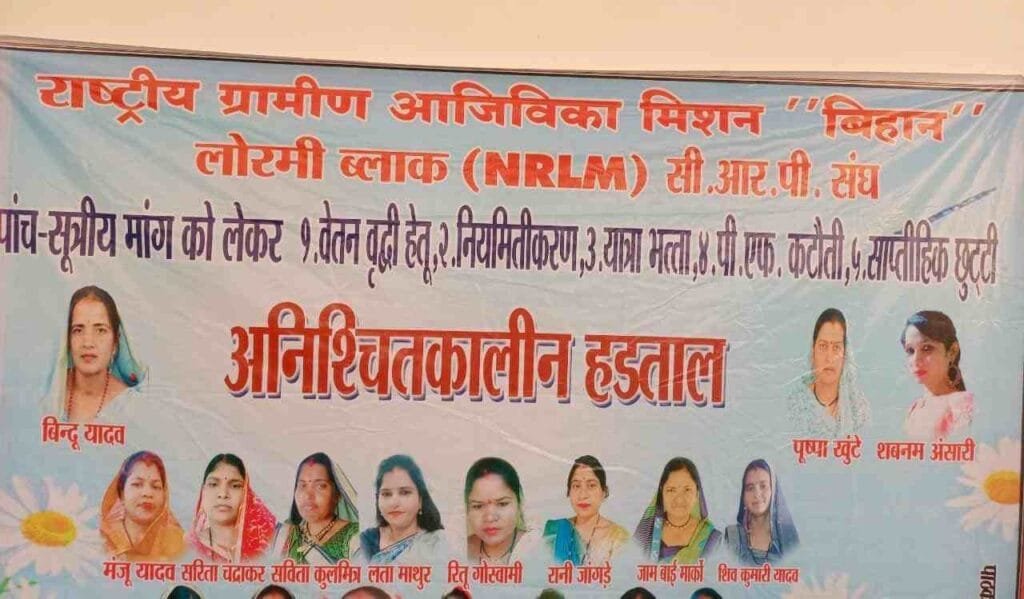 राष्ट्रीय ग्रामीण आजिविका मिशन "बिहान"
लोरमी ब्लाक (NRLM) सी.आर.पी. संघ
पांच-सूत्रीय मांग को लेकर १.वेतन वृद्धी हेतू,२.नियमितीकरण,३.यात्रा भत्ता,४.पी.एफ. कटौती,५.साप्तीहिक छुट्टी
अनिश्चितकालीन हडताल
बिन्दू यादव
पूष्पा खुंटे शबनम अंसारी
मंजू यादव सरिता चंद्राकर सविता कुलमित्र लता माथुर रितू गोस्वामी रानी जांगड़े जाम बाई मार्को शिव कुमारी यादव